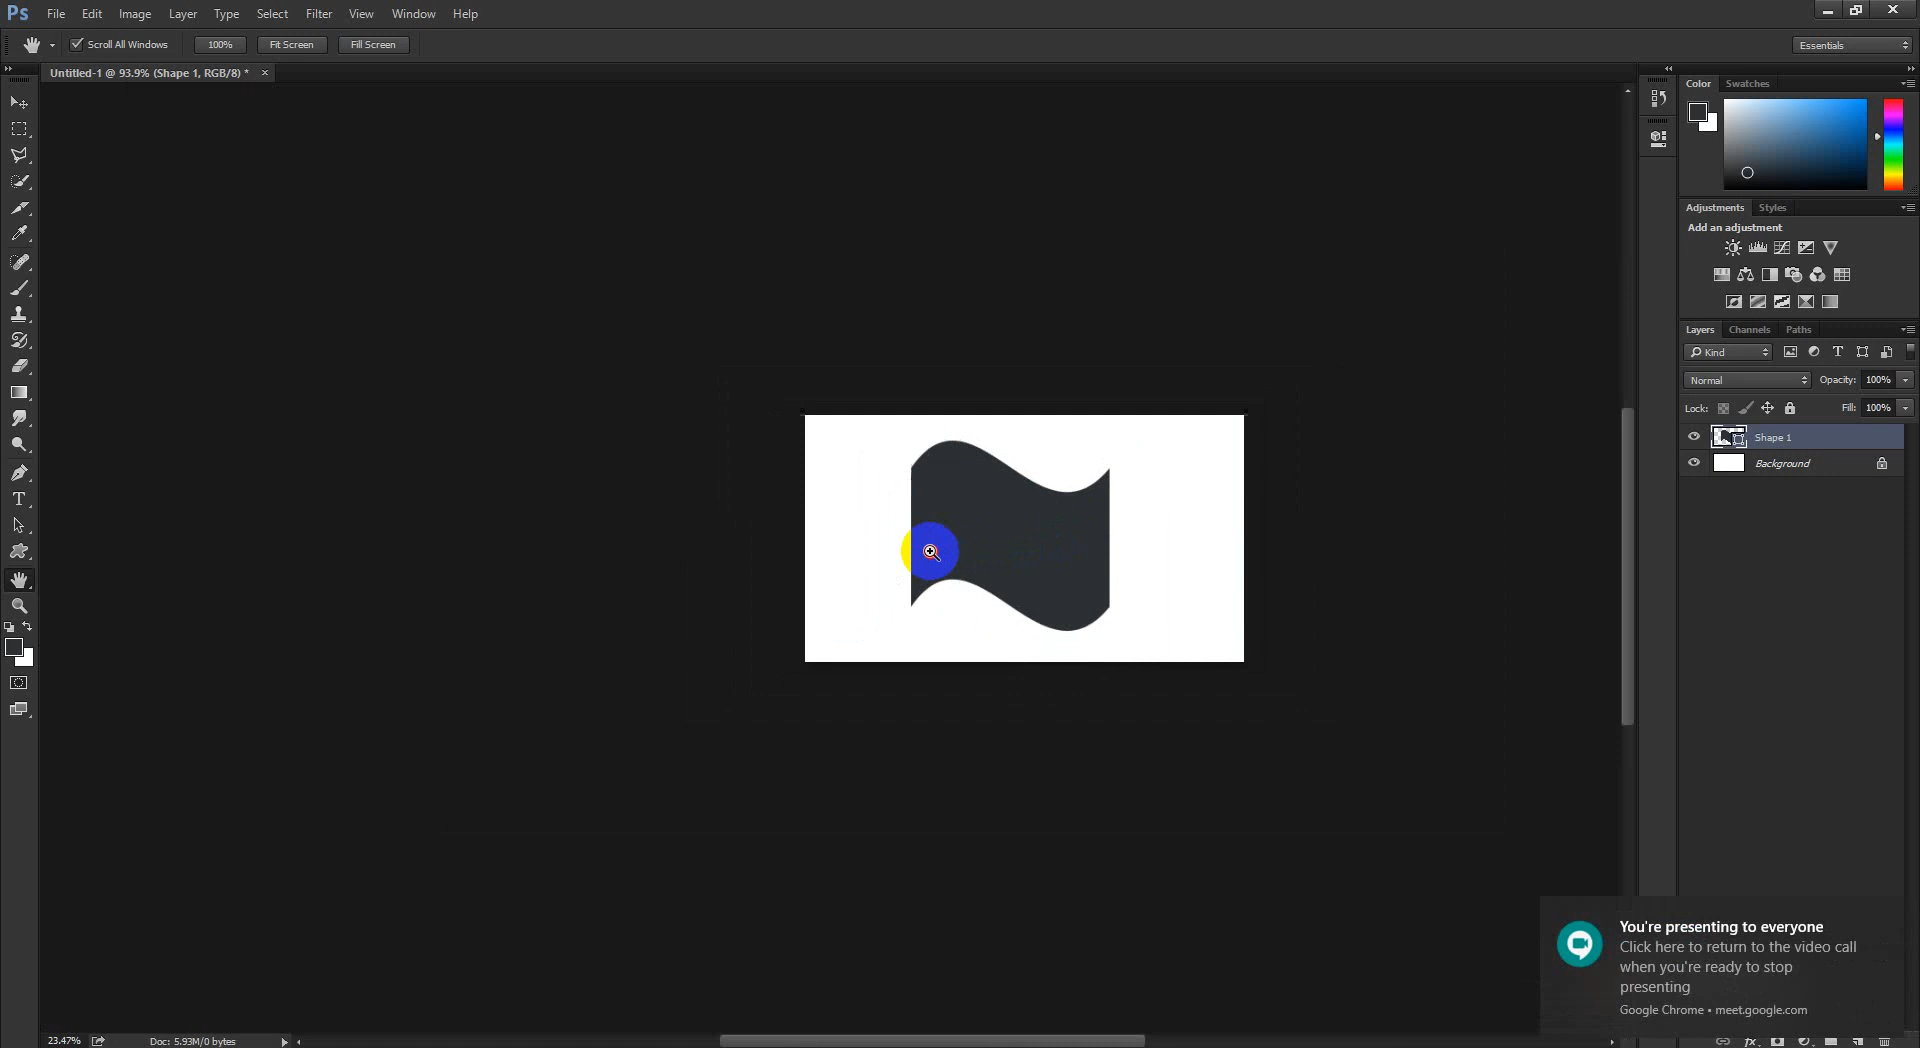 Ps File Edit Image Layer Type Select Filter View Window Help
Scroll All Windows 100% Fit Screen Fill Screen Essentials
Untitled-1 @ 93.9% (Shape 1, RGB/8) * ×
Color Swatches
Adjustments Styles
Add an adjustment
Layers Channels Paths
Kind
Normal Opacity: 100%
Lock: Fill: 100%
Shape 1
Background
You're presenting to everyone
Click here to return to the video call
when you're ready to stop
presenting
Google Chrome • meet.google.com
23.47% Doc: 5.93M/0 bytes